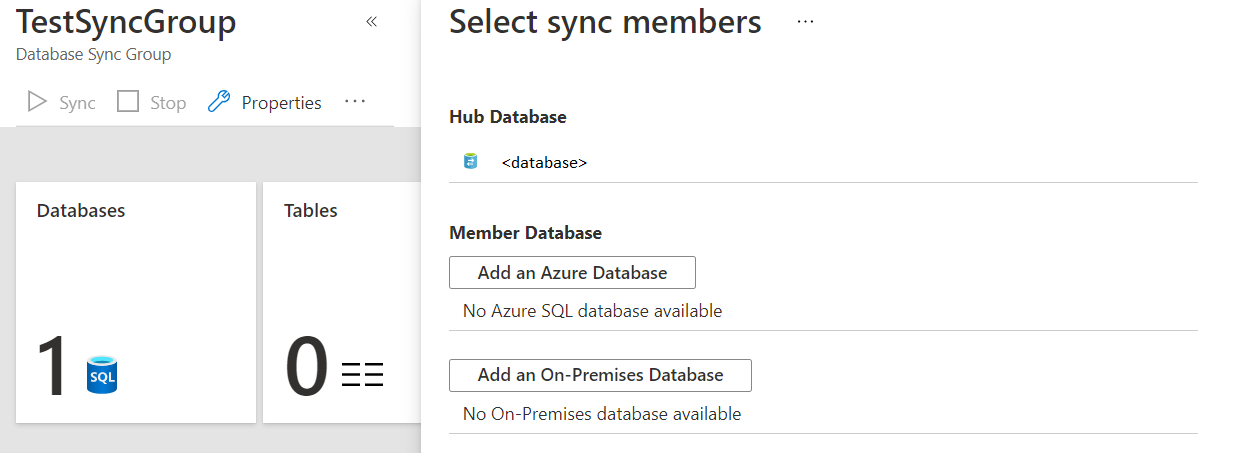 TestSyncGroup
«
Database Sync Group
Sync
Stop
Properties
...
Databases
1
SQL
Tables
0
Select sync members
...
Hub Database
<database>
Member Database
Add an Azure Database
No Azure SQL database available
Add an On-Premises Database
No On-Premises database available